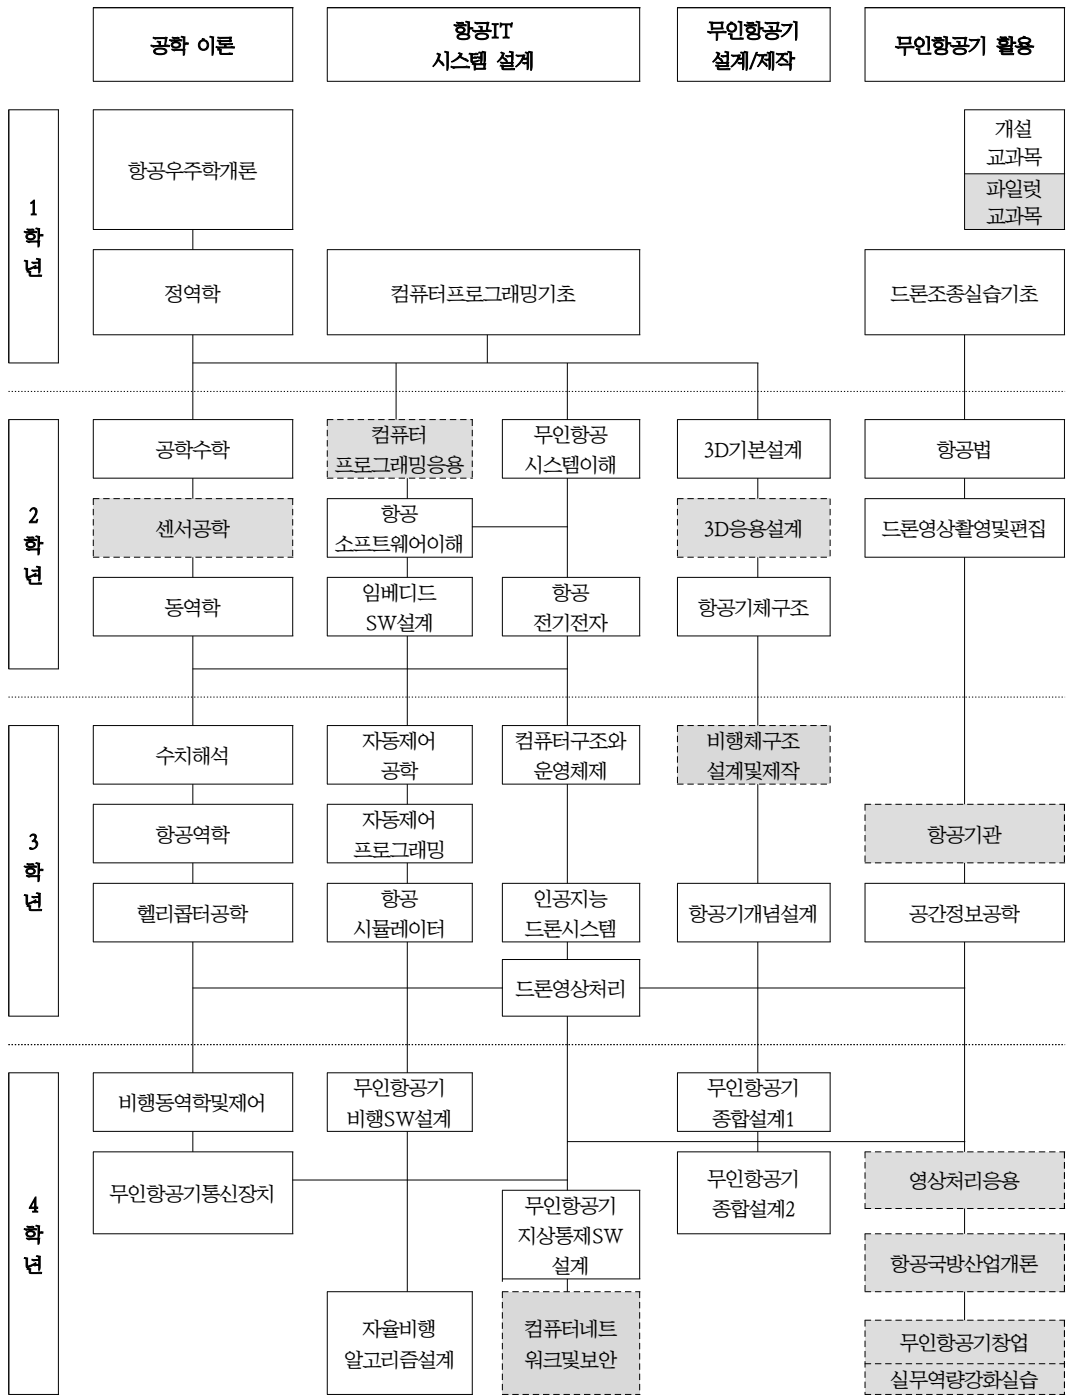 공학 이론
항공IT
시스템 설계
무인항공기
설계/제작
무인항공기 활용
1
학
년
항공우주학개론
개설
교과목
파일럿
교과목
정역학
컴퓨터프로그래밍기초
드론조종실습기초
2
학
년
공학수학
컴퓨터
프로그래밍응용
무인항공
시스템이해
3D기본설계
항공법
센서공학
항공
소프트웨어이해
3D응용설계
드론영상촬영및편집
동역학
임베디드
SW설계
항공
전기전자
항공기체구조
3
학
년
수치해석
자동제어
공학
컴퓨터구조와
운영체제
비행체구조
설계및제작
항공역학
자동제어
프로그래밍
항공기관
헬리콥터공학
항공
시뮬레이터
인공지능
드론시스템
항공기개념설계
공간정보공학
드론영상처리
4
학
년
비행동역학및제어
무인항공기
비행SW설계
무인항공기
종합설계1
무인항공기통신장치
무인항공기
지상통제SW
설계
무인항공기
종합설계2
영상처리응용
항공국방산업개론
자율비행
알고리즘설계
컴퓨터네트
워크및보안
무인항공기창업
실무역량강화실습